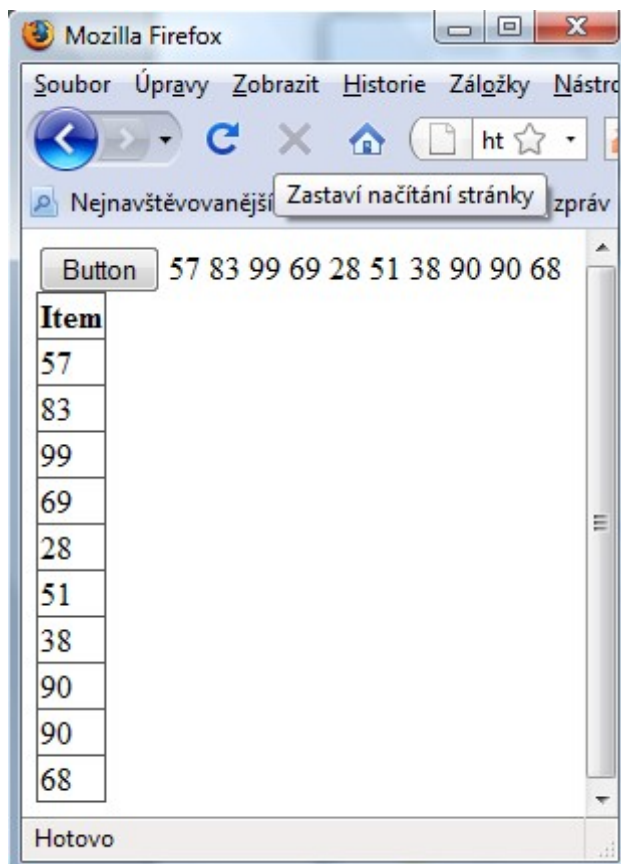 Mozilla Firefox
Soubor Úpravy Zobrazit Historie Záložky Nástro
ht
Nejnavštěvovanější zpráv
Zastaví načítání stránky
Button 57 83 99 69 28 51 38 90 90 68
Item
57
83
99
69
28
51
38
90
90
68
Hotovo